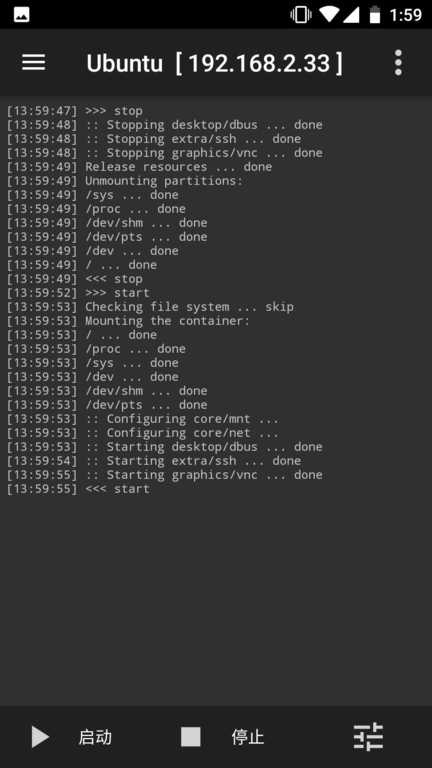 1:59
Ubuntu [ 192.168.2.33 ]
[13:59:47] >>> stop
[13:59:48] :: Stopping desktop/dbus ... done
[13:59:48] :: Stopping extra/ssh ... done
[13:59:48] :: Stopping graphics/vnc ... done
[13:59:49] Release resources ... done
[13:59:49] Unmounting partitions:
[13:59:49] /sys ... done
[13:59:49] /proc ... done
[13:59:49] /dev/shm ... done
[13:59:49] /dev/pts ... done
[13:59:49] /dev ... done
[13:59:49] / ... done
[13:59:49] <<< stop
[13:59:52] >>> start
[13:59:53] Checking file system ... skip
[13:59:53] Mounting the container:
[13:59:53] / ... done
[13:59:53] /proc ... done
[13:59:53] /sys ... done
[13:59:53] /dev ... done
[13:59:53] /dev/shm ... done
[13:59:53] /dev/pts ... done
[13:59:53] :: Configuring core/mnt ...
[13:59:53] :: Configuring core/net ...
[13:59:53] :: Starting desktop/dbus ... done
[13:59:54] :: Starting extra/ssh ... done
[13:59:55] :: Starting graphics/vnc ... done
[13:59:55] <<< start
启动 停止